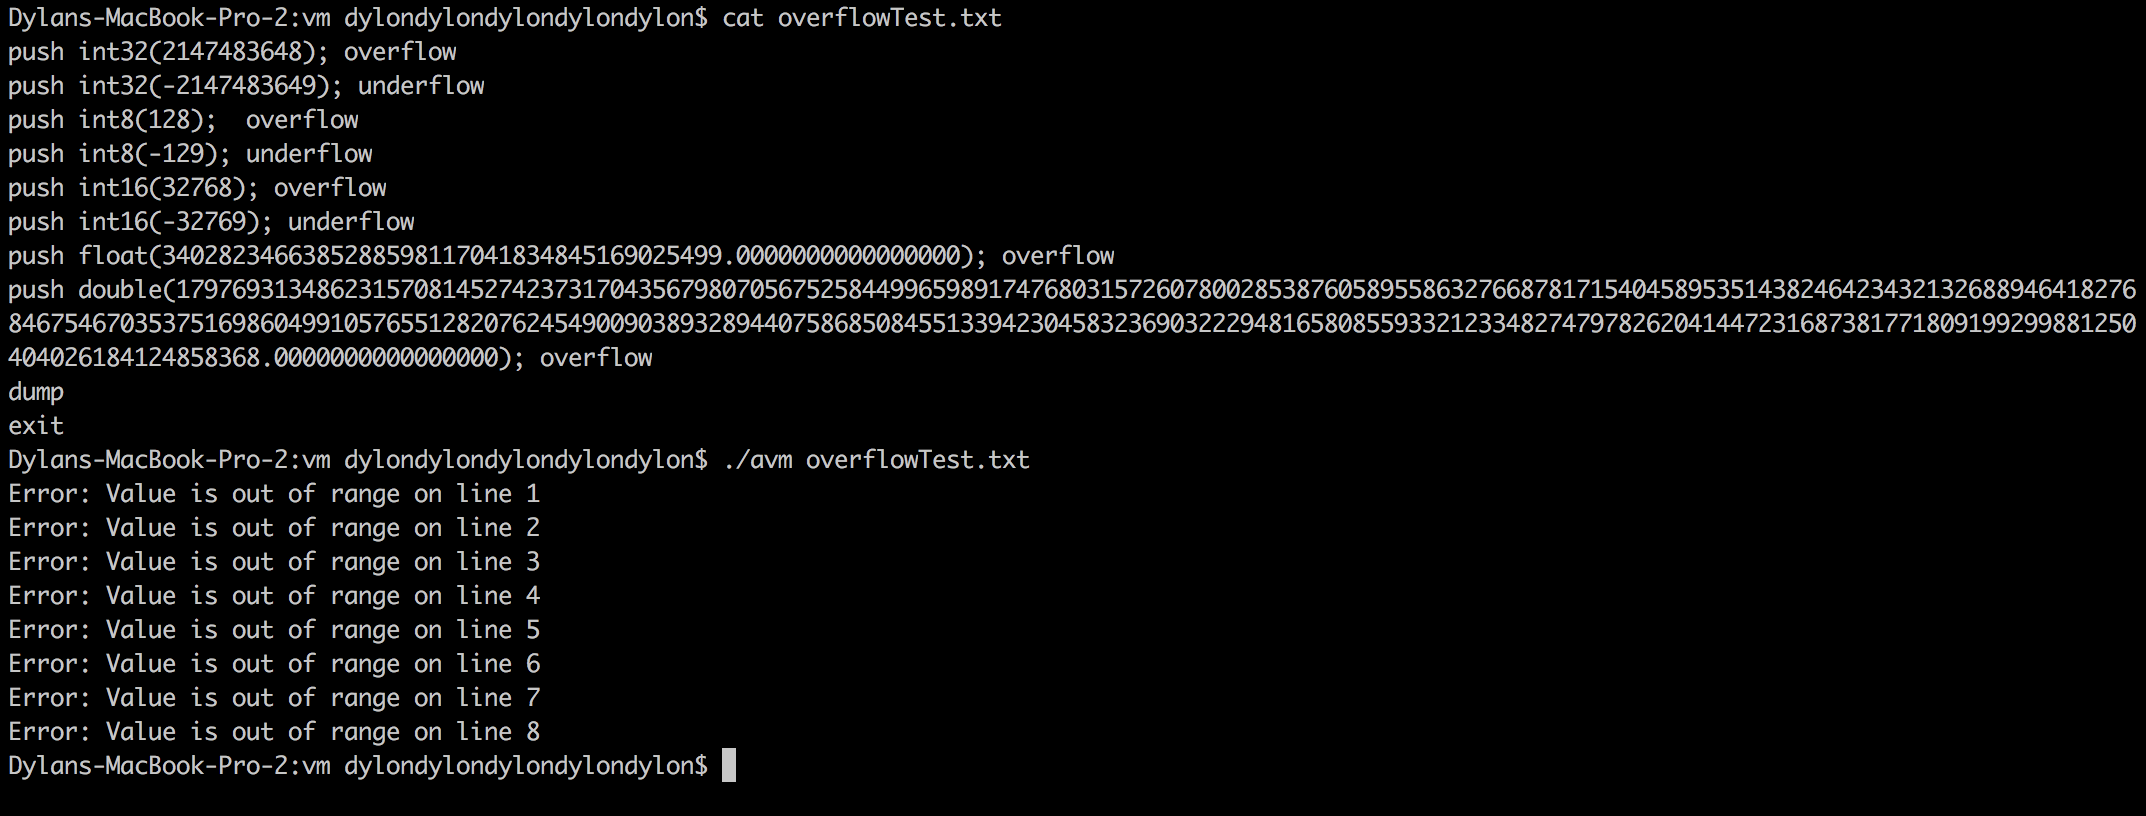 Dylans-MacBook-Pro-2:vm dylondylondylondylondylon$ cat overflowTest.txt
push int32(2147483648); overflow
push int32(-2147483649); underflow
push int8(128);  overflow
push int8(-129); underflow
push int16(32768); overflow
push int16(-32769); underflow
push float(340282346638528859811704183484516902549​9.0000000000000000); overflow
push double(17976931348623157081452742373170435679807056752584499659891747680315726078002853876058955863276687817154045895351438246423432132688946418276
84675467035375169860499105765512820762454900903893289440758685084551339423045832369032229481658085593321233482747978262041447231687381771809199299881250
404026184124858368.0000000000000000); overflow
dump
exit
Dylans-MacBook-Pro-2:vm dylondylondylondylondylon$ ./avm overflowTest.txt
Error: Value is out of range on line 1
Error: Value is out of range on line 2
Error: Value is out of range on line 3
Error: Value is out of range on line 4
Error: Value is out of range on line 5
Error: Value is out of range on line 6
Error: Value is out of range on line 7
Error: Value is out of range on line 8
Dylans-MacBook-Pro-2:vm dylondylondylondylondylon$